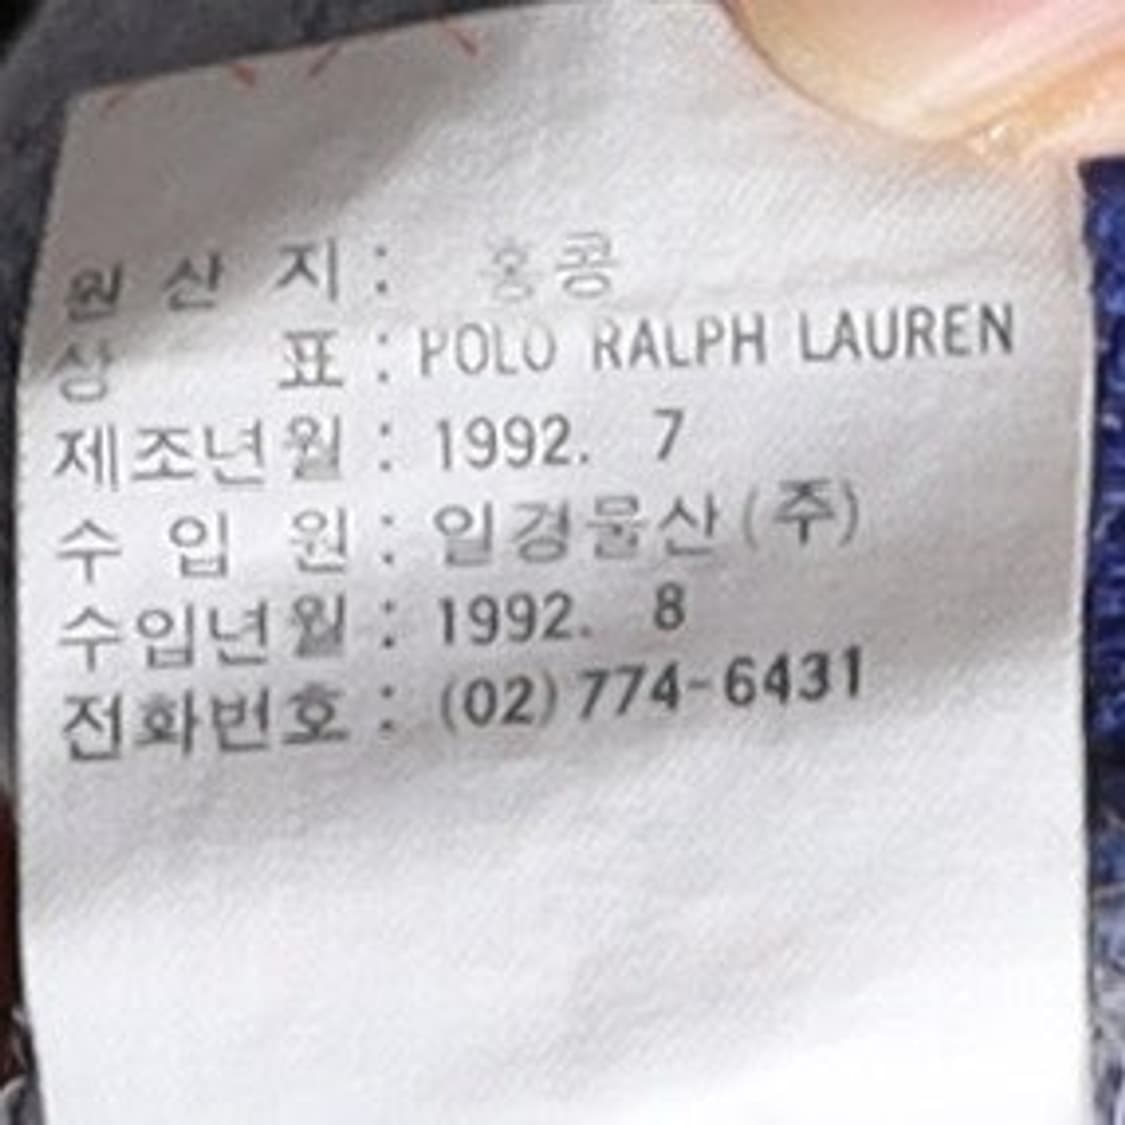 원 산 지 : 홍콩
상 표 : POLO RALPH LAUREN
제조년월 : 1992. 7
수 입 원 : 일경물산(주)
수입년월 : 1992. 8
전화번호 : (02)774-6431